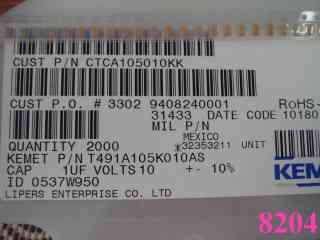 CUST P/N CTCA105010KK
CUST P.O. # 3302 9408240001 RoHS-
31433 DATE CODE 10180
MIL P/N
MEXICO
QUANTITY 2000 *32353211 UNIT
KEMET P/N T491A105K010AS
CAP 1UF VOLTS 10 + - 10%
ID 0537W950
LIPERS ENTERPRISE CO. LTD
KEM
8204